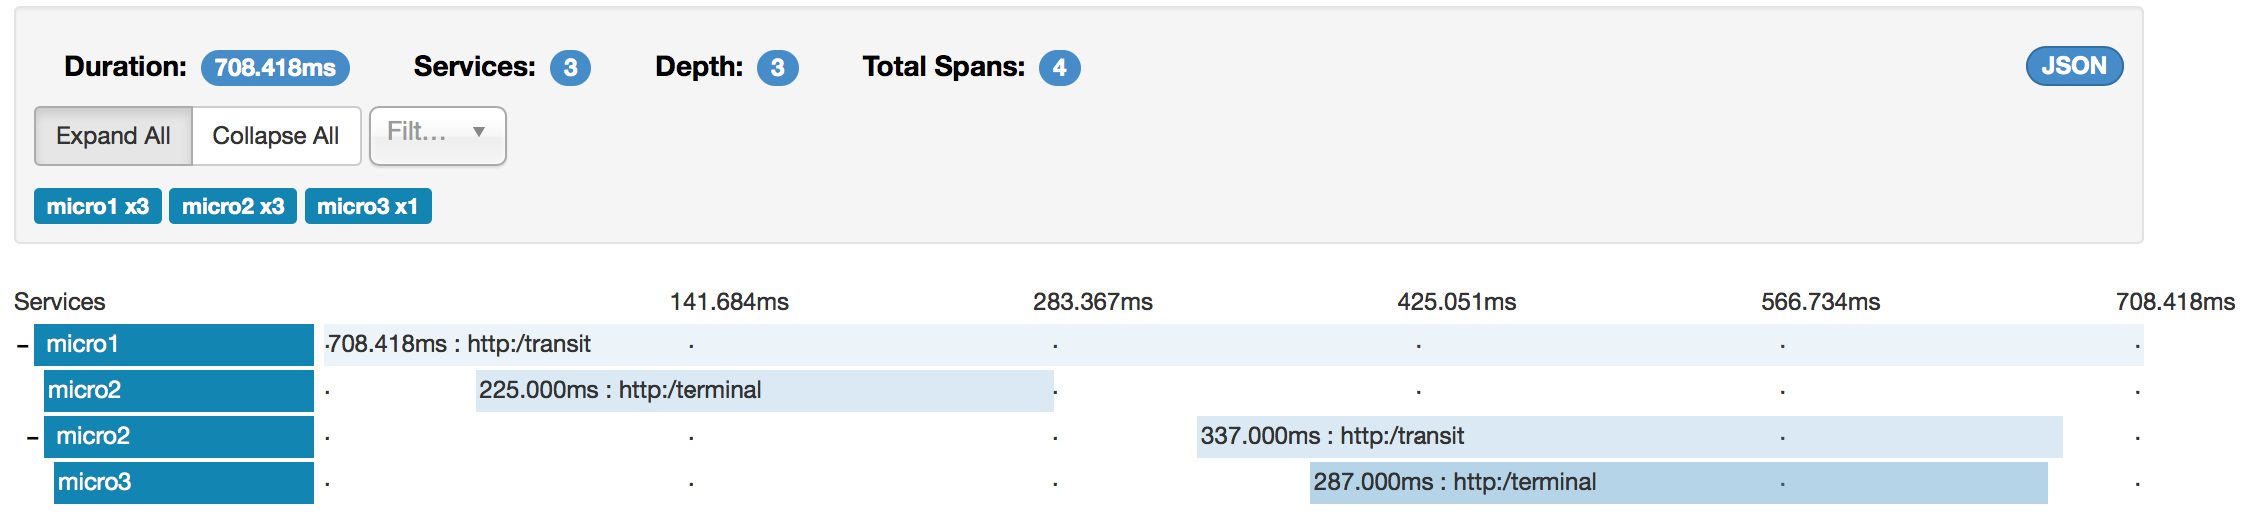 Duration: 708.418ms Services: 3 Depth: 3 Total Spans: 4 JSON
Expand All Collapse All Filt...
micro1 x3 micro2 x3 micro3 x1
Services 141.684ms 283.367ms 425.051ms 566.734ms 708.418ms
- micro1 708.418ms : http:/transit
micro2 225.000ms : http:/terminal
- micro2 337.000ms : http:/transit
micro3 287.000ms : http:/terminal